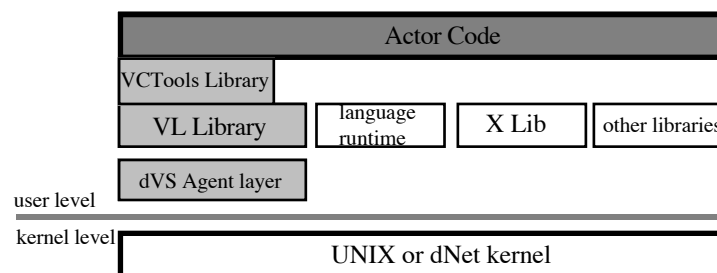 Actor Code
VCTools Library
VL Library
language
runtime
X Lib
other libraries
dVS Agent layer
user level
kernel level
UNIX or dNet kernel